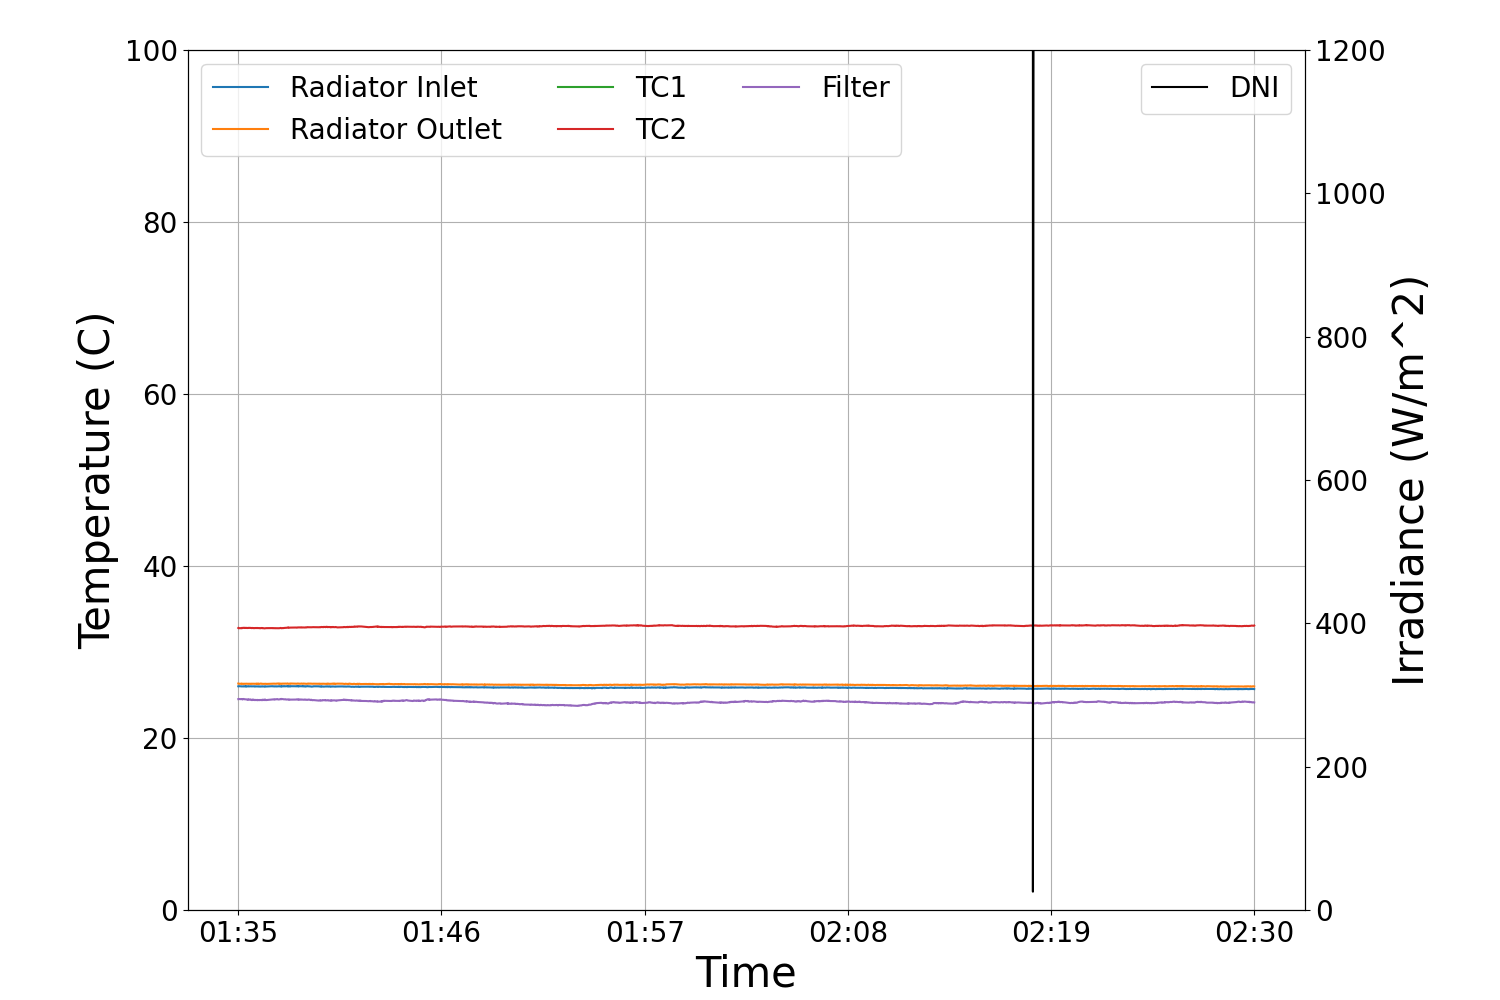 Radiator Inlet
Radiator Outlet
TC1
TC2
Filter
DNI
Temperature (C)
100
80
60
40
20
0
1200
1000
800
600
400
200
0
Irradiance (W/m^2)
01:35 01:46 01:57 02:08 02:19 02:30
Time